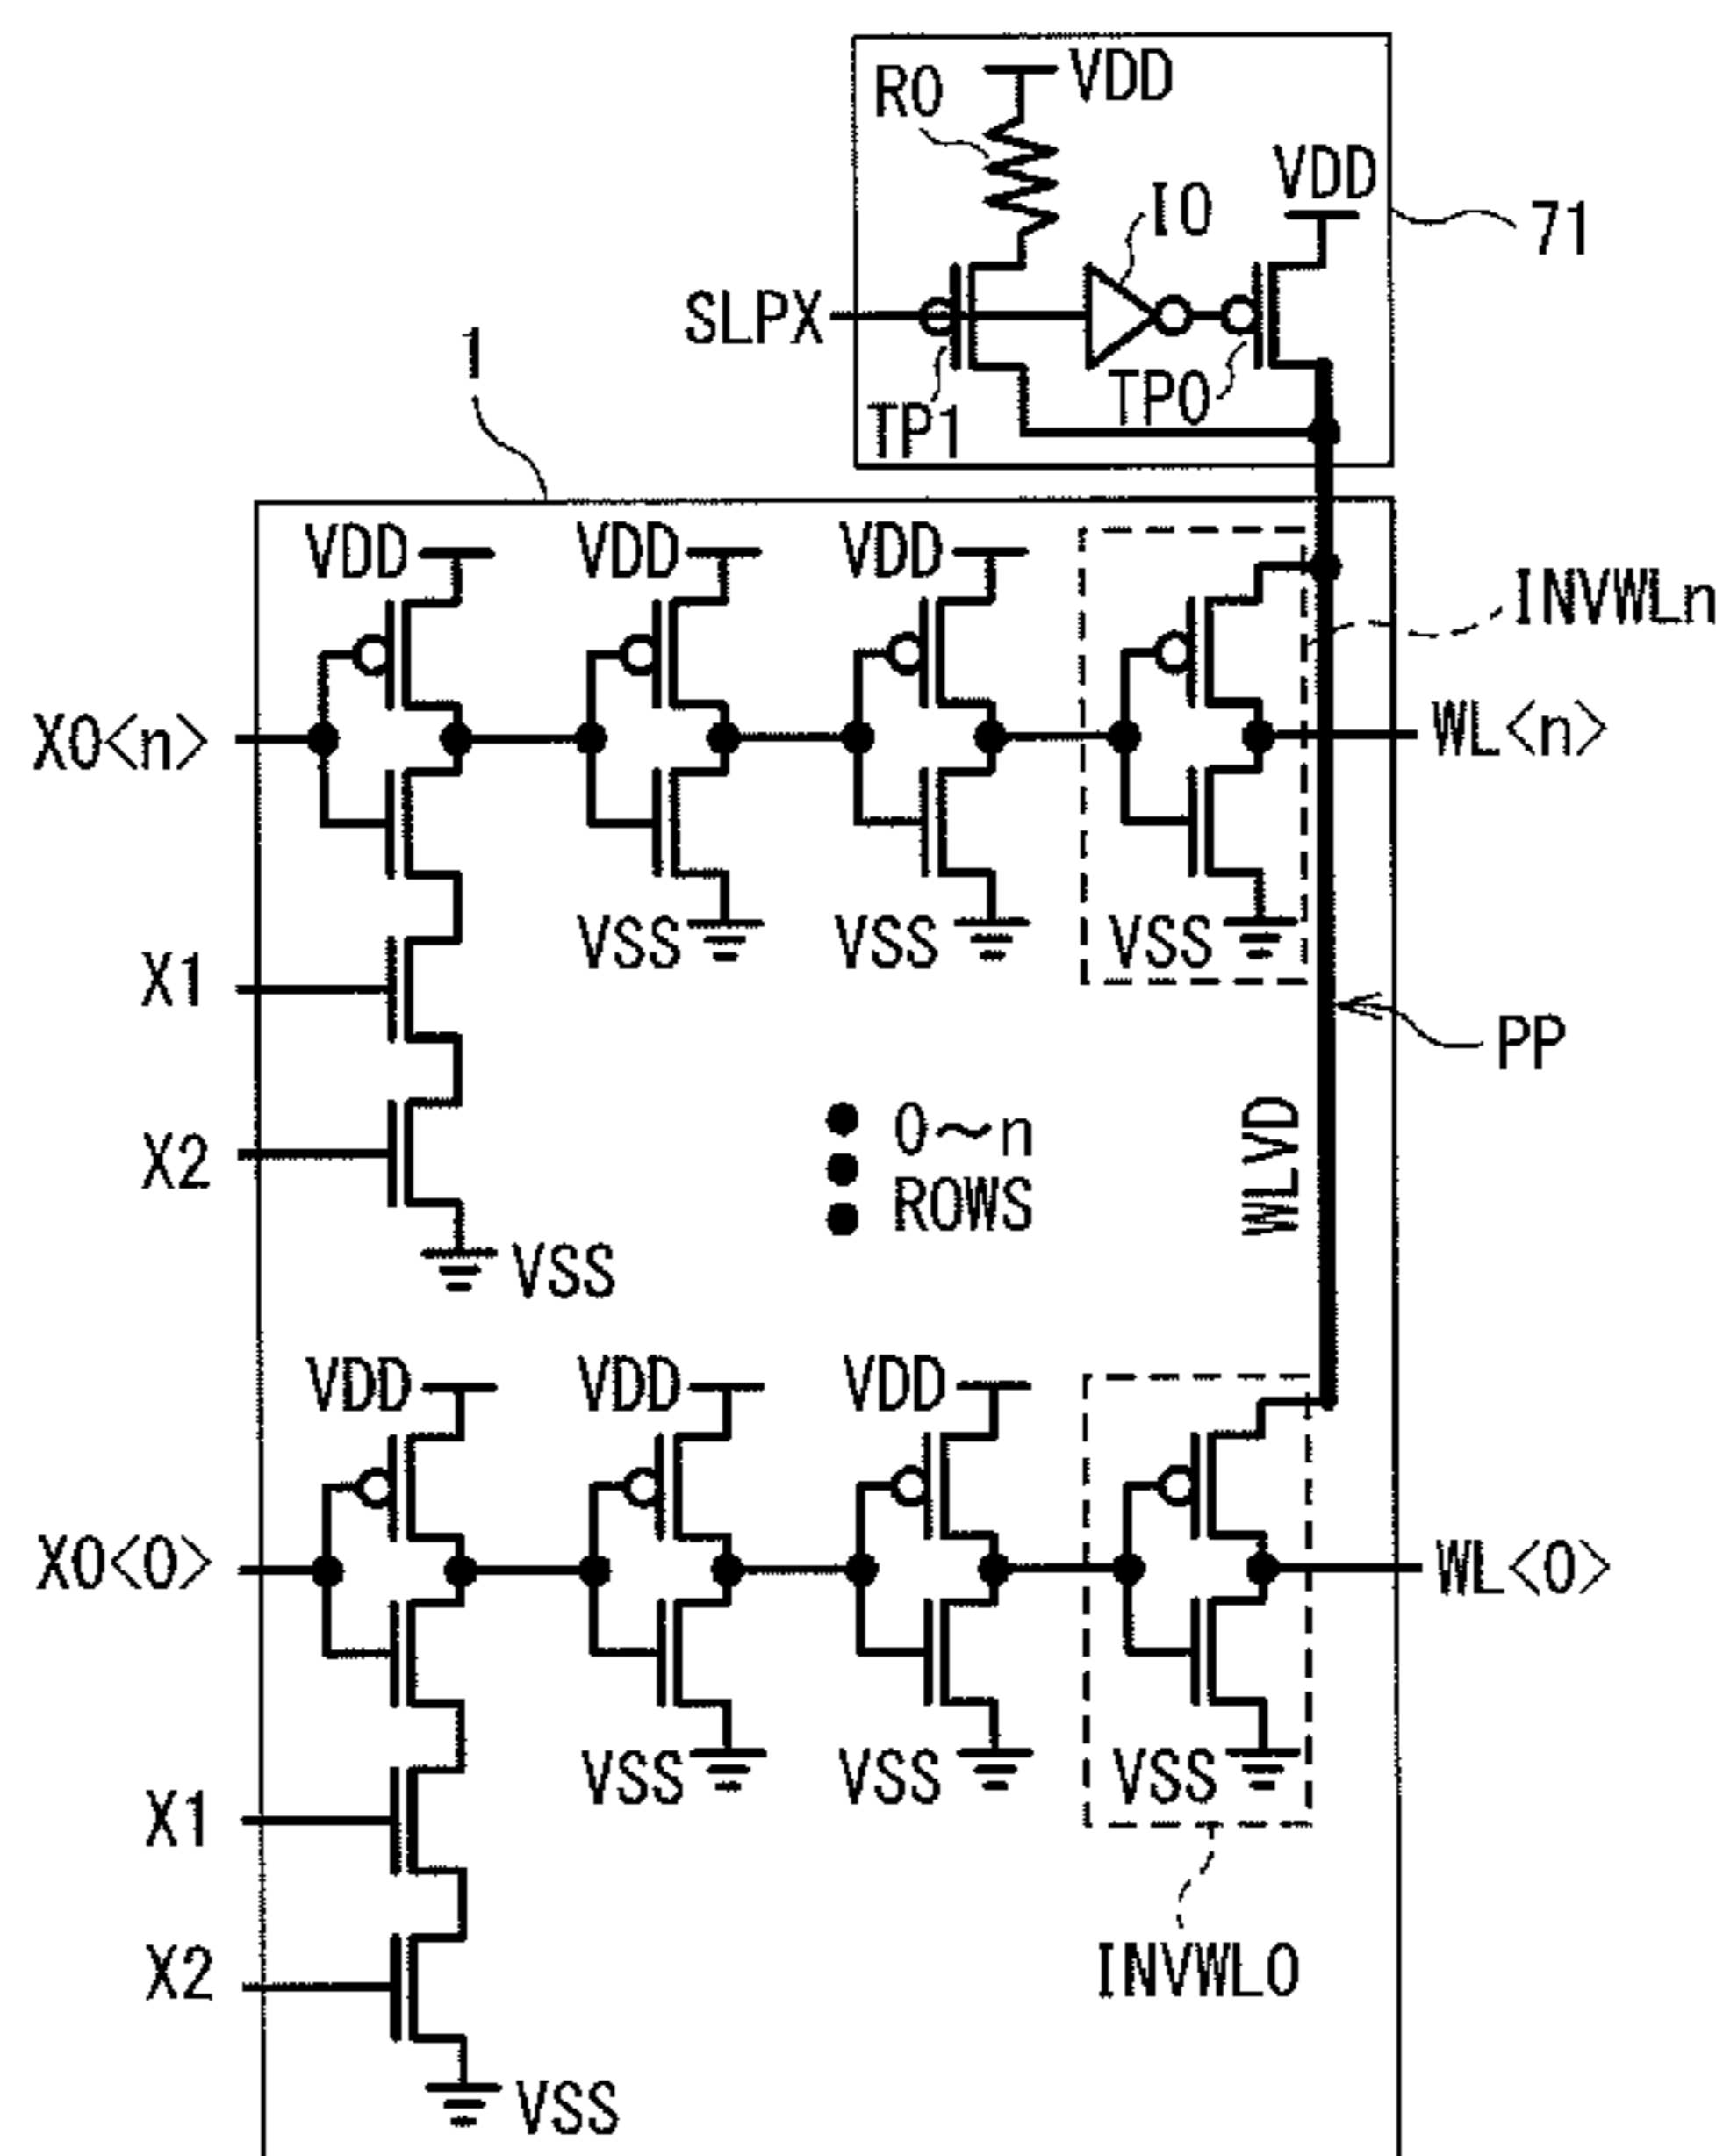 R0
VDD
VDD
I0
71
SLPX
TP1
TP0
1
VDD
VDD
VDD
INVWLn
X0<n>
WL<n>
VSS
VSS
VSS
X1
PP
X2
0~n
ROWS
WLVD
VSS
VDD
VDD
VDD
X0<0>
WL<0>
VSS
VSS
VSS
X1
X2
INVWL0
VSS